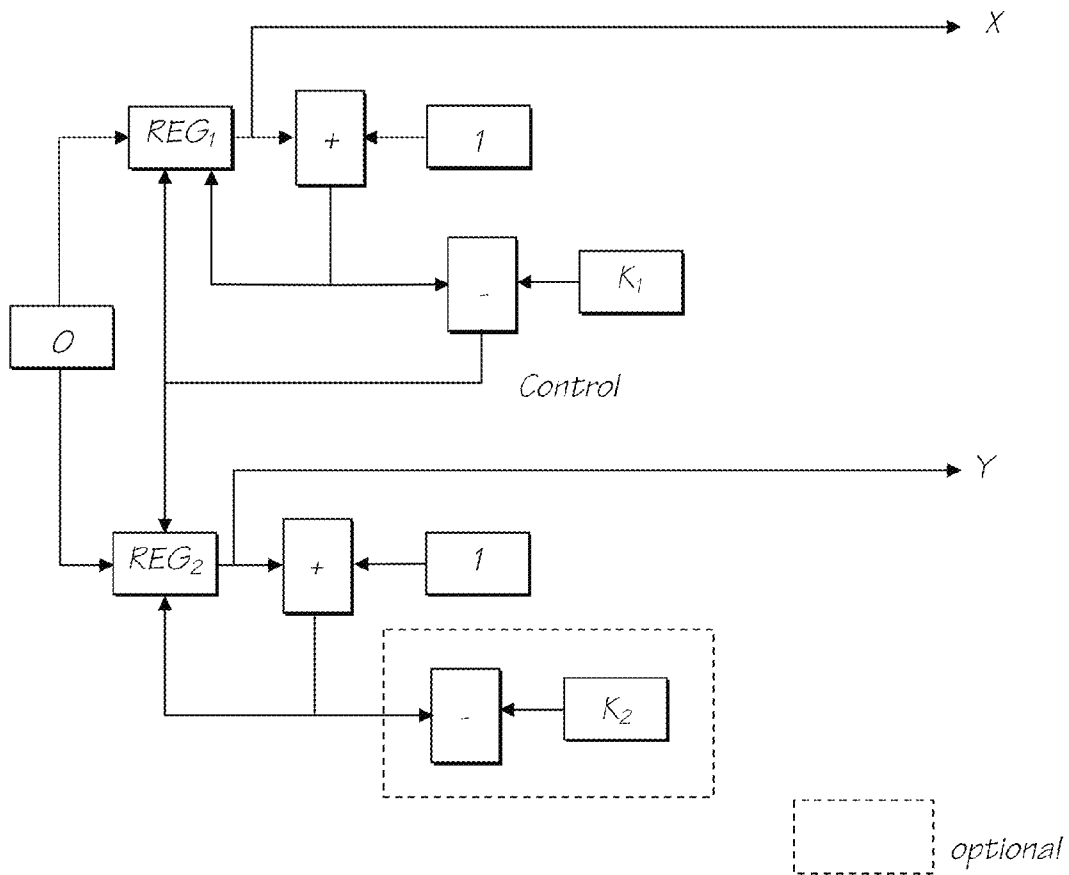 X
REG₁
+
1
-
K₁
0
Control
Y
REG₂
+
1
-
K₂
optional